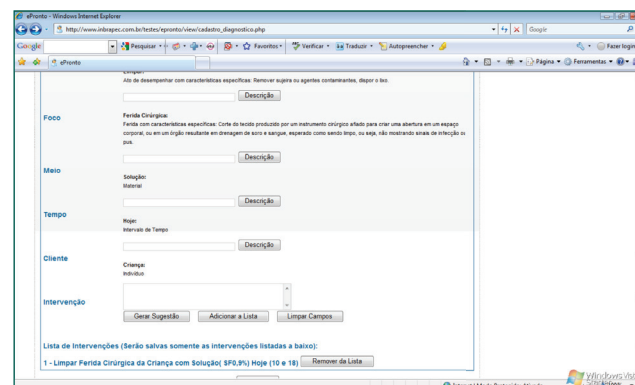 ePronto - Windows Internet Explorer
http://www.inbrapes.com.br/testes/epronto/view/cadastro_diagnostico.php
Google
Google
Pesquisar
Favoritos
Verificar
Traduzir
Autopreencher
Fazer login
ePronto
Página
Ferramentas
Limpar:
Ato de desempenhar com características específicas: Remover sujeira ou agentes contaminantes, dispor o lixo.
Descrição
Foco
Ferida Cirúrgica:
Ferida com características específicas: Corte do tecido produzido por um instrumento cirúrgico afiado para criar uma abertura em um espaço
corporal, ou em um órgão resultante em drenagem de soro e sangue, esperado como sendo limpo, ou seja, não mostrando sinais de infecção ou
pus.
Descrição
Meio
Solução:
Material
Descrição
Tempo
Hoje:
Intervalo de Tempo
Descrição
Cliente
Criança:
Indivíduo
Intervenção
Gerar Sugestão
Adicionar a Lista
Limpar Campos
Lista de Intervenções (Serão salvas somente as intervenções listadas a baixo):
1 - Limpar Ferida Cirúrgica da Criança com Solução( SF0,9%) Hoje (10 e 18)
Remover da Lista
Windows Vista